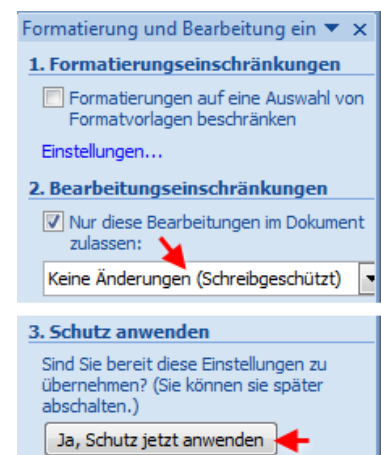 Formatierung und Bearbeitung ein
1. Formatierungseinschränkungen
Formatierungen auf eine Auswahl von
Formatvorlagen beschränken
Einstellungen...
2. Bearbeitungseinschränkungen
Nur diese Bearbeitungen im Dokument
zulassen:
Keine Änderungen (Schreibgeschützt)
3. Schutz anwenden
Sind Sie bereit diese Einstellungen zu
übernehmen? (Sie können sie später
abschalten.)
Ja, Schutz jetzt anwenden